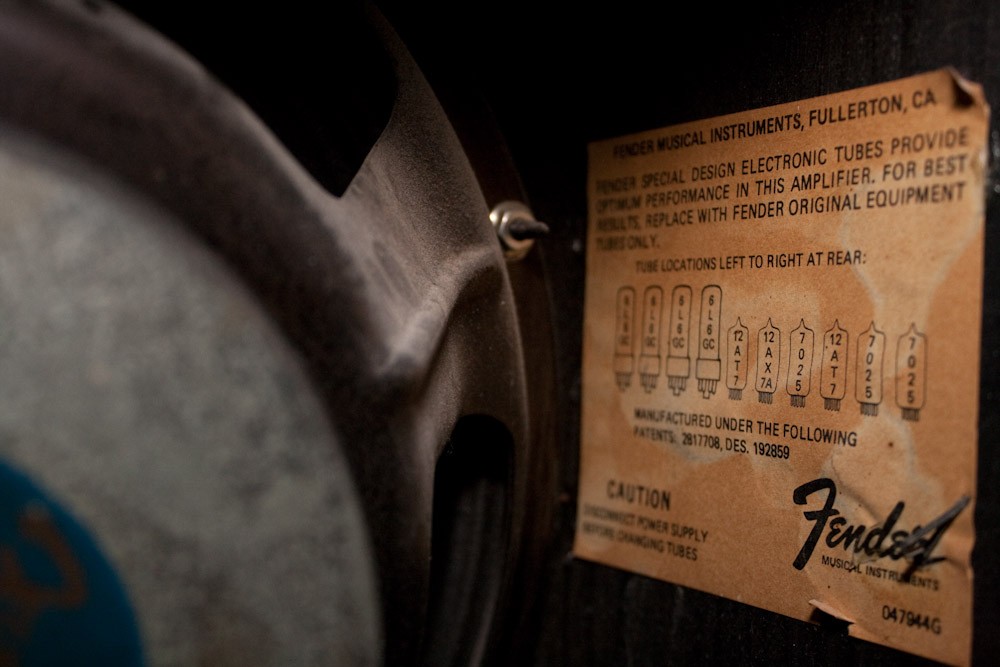 FENDER MUSICAL INSTRUMENTS, FULLERTON, CA
FENDER SPECIAL DESIGN ELECTRONIC TUBES PROVIDE
OPTIMUM PERFORMANCE IN THIS AMPLIFIER. FOR BEST
RESULTS, REPLACE WITH FENDER ORIGINAL EQUIPMENT
TUBES ONLY.
TUBE LOCATIONS LEFT TO RIGHT AT REAR:
6L6GC 6L6GC 6L6GC 6L6GC 12AT7 12AX7A 7025 12AT7 7025 7025
MANUFACTURED UNDER THE FOLLOWING
PATENTS: 2817708, DES. 192859
CAUTION
DISCONNECT POWER SUPPLY
BEFORE CHANGING TUBES
Fender
MUSICAL INSTRUMENTS
047944G